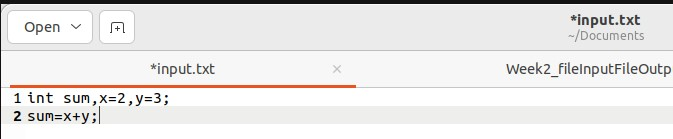 Open
*input.txt
~/Documents
*input.txt ×
Week2_fileInputFileOutp
1 int sum,x=2,y=3;
2 sum=x+y;